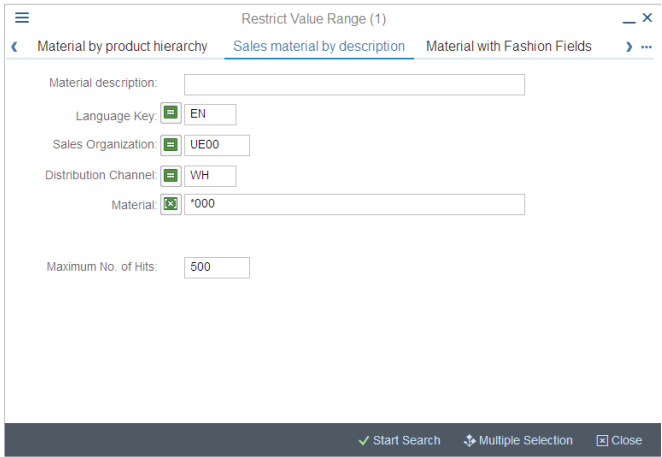 Restrict Value Range (1)
Material by product hierarchy Sales material by description Material with Fashion Fields
Material description:
Language Key: EN
Sales Organization: UE00
Distribution Channel: WH
Material: *000
Maximum No. of Hits: 500
Start Search Multiple Selection Close